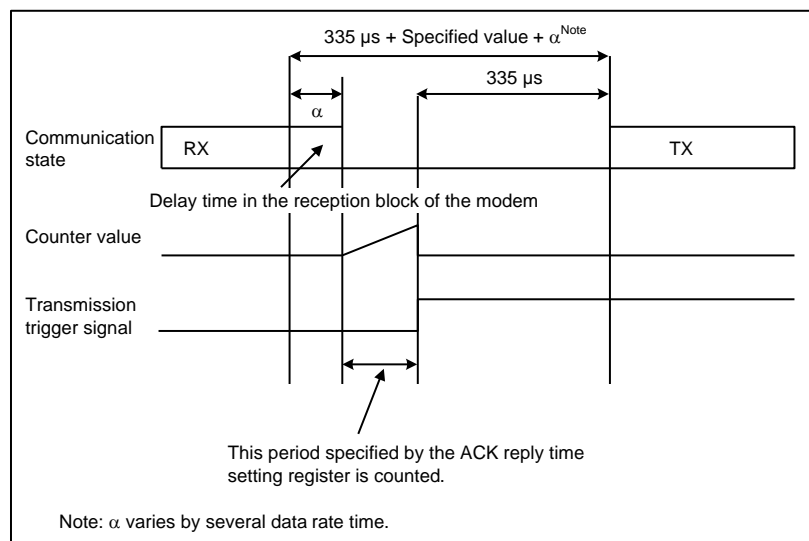 335 µs + Specified value + α Note
335 µs
α
Communication
state
RX
TX
Delay time in the reception block of the modem
Counter value
Transmission
trigger signal
This period specified by the ACK reply time
setting register is counted.
Note: α varies by several data rate time.